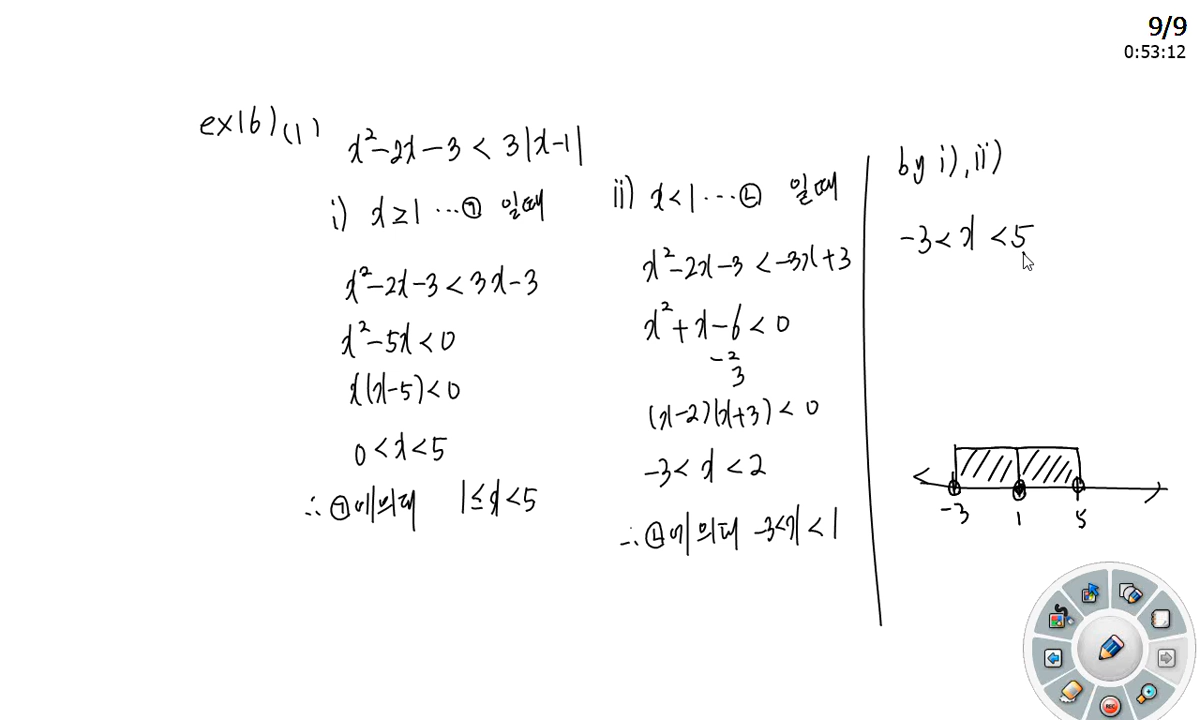 9/9
0:53:12
ex16) (1)
x²-2x-3 < 3|x-1|
i) x≥1 ...㉠ 일때
x²-2x-3 < 3x-3
x²-5x < 0
x(x-5) < 0
0 < x < 5
∴ ㉠에의해 1≤x<5
ii) x<1 ...㉡ 일때
x²-2x-3 < -3x+3
x²+x-6 < 0
-2
3
(x-2)(x+3) < 0
-3 < x < 2
∴ ㉡에 의해 -3<x<1
by i), ii)
-3 < x < 5
-3 1 5
REC